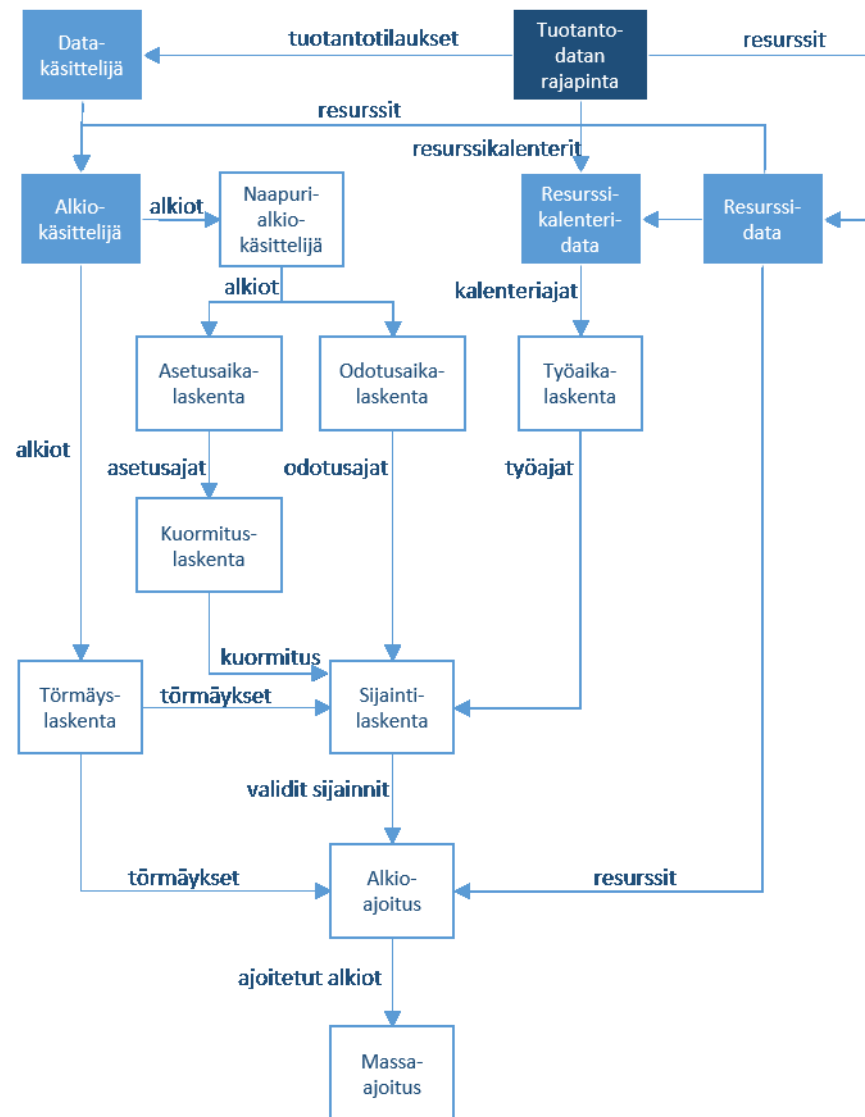 Data-
käsittelijä
tuotantotilaukset
Tuotanto-
datan
rajapinta
resurssit
resurssit
resurssikalenterit
Alkio-
käsittelijä
alkiot
Naapuri-
alkio-
käsittelijä
Resurssi-
kalenteri-
data
Resurssi-
data
alkiot
kalenteriajat
Asetusaika-
laskenta
Odotusaika-
laskenta
Työaika-
laskenta
alkiot
asetusajat
odotusajat
työajat
Kuormitus-
laskenta
kuormitus
Törmäys-
laskenta
törmäykset
Sijainti-
laskenta
validit sijainnit
törmäykset
Alkio-
ajoitus
resurssit
ajoitetut alkiot
Massa-
ajoitus